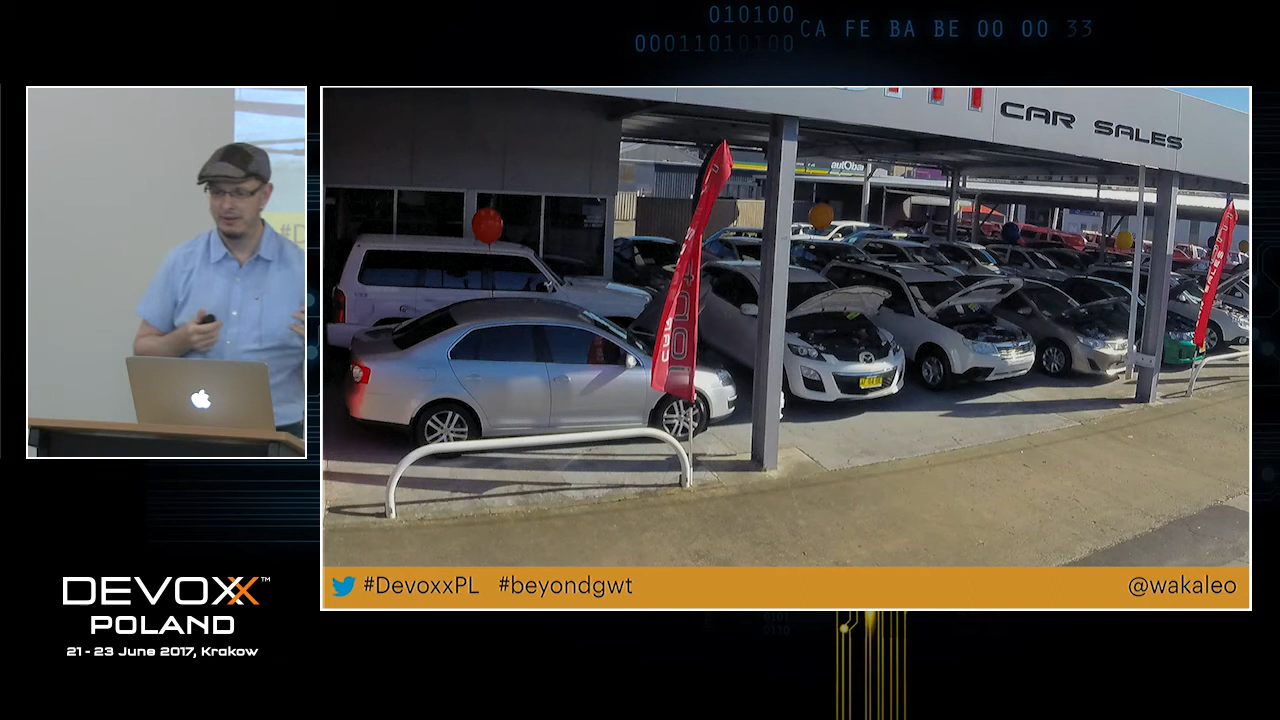 010100
00011010100
CA FE BA BE 00 00 33
CAR SALES
#DevoxxPL #beyondgwt
@wakaleo
DEVOXX™
POLAND
21 - 23 June 2017, Krakow